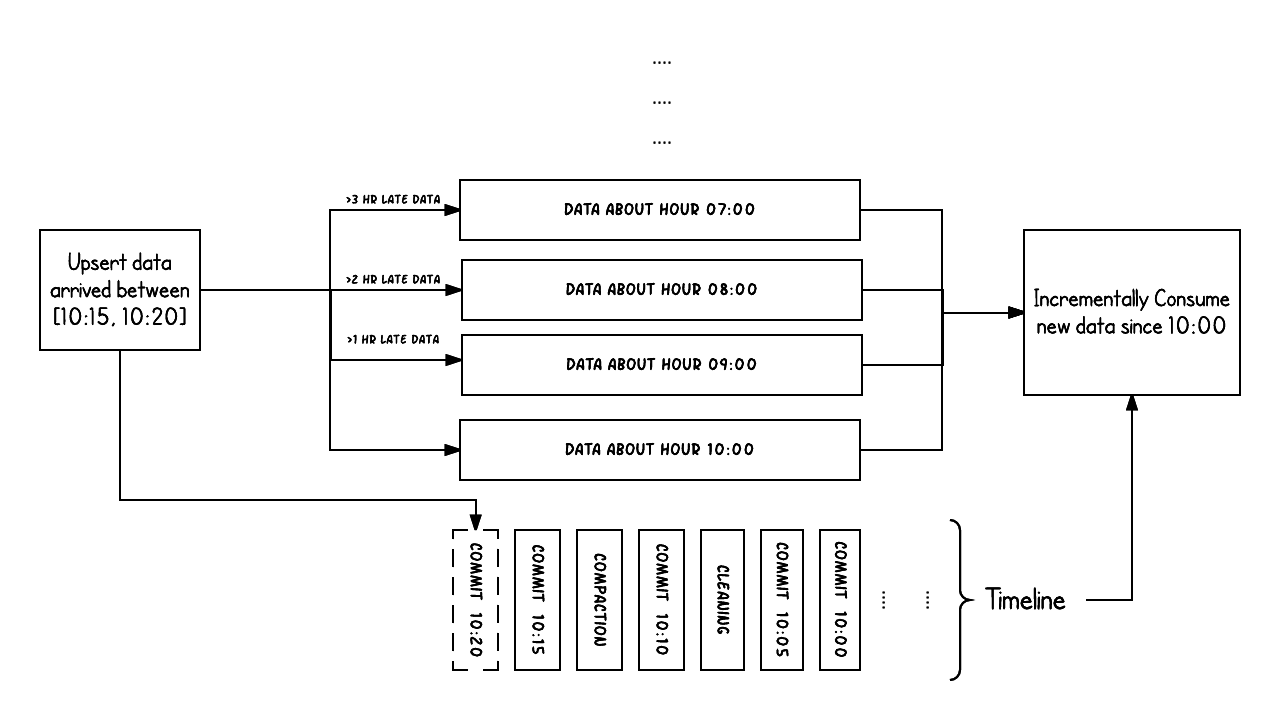 ....
....
....
>3 HR LATE DATA
DATA ABOUT HOUR 07:00
Upsert data
arrived between
[10:15, 10:20]
>2 HR LATE DATA
DATA ABOUT HOUR 08:00
Incrementally Consume
new data since 10:00
>1 HR LATE DATA
DATA ABOUT HOUR 09:00
DATA ABOUT HOUR 10:00
COMMIT 10:20
COMMIT 10:15
COMPACTION
COMMIT 10:10
CLEANING
COMMIT 10:05
COMMIT 10:00
....
....
Timeline